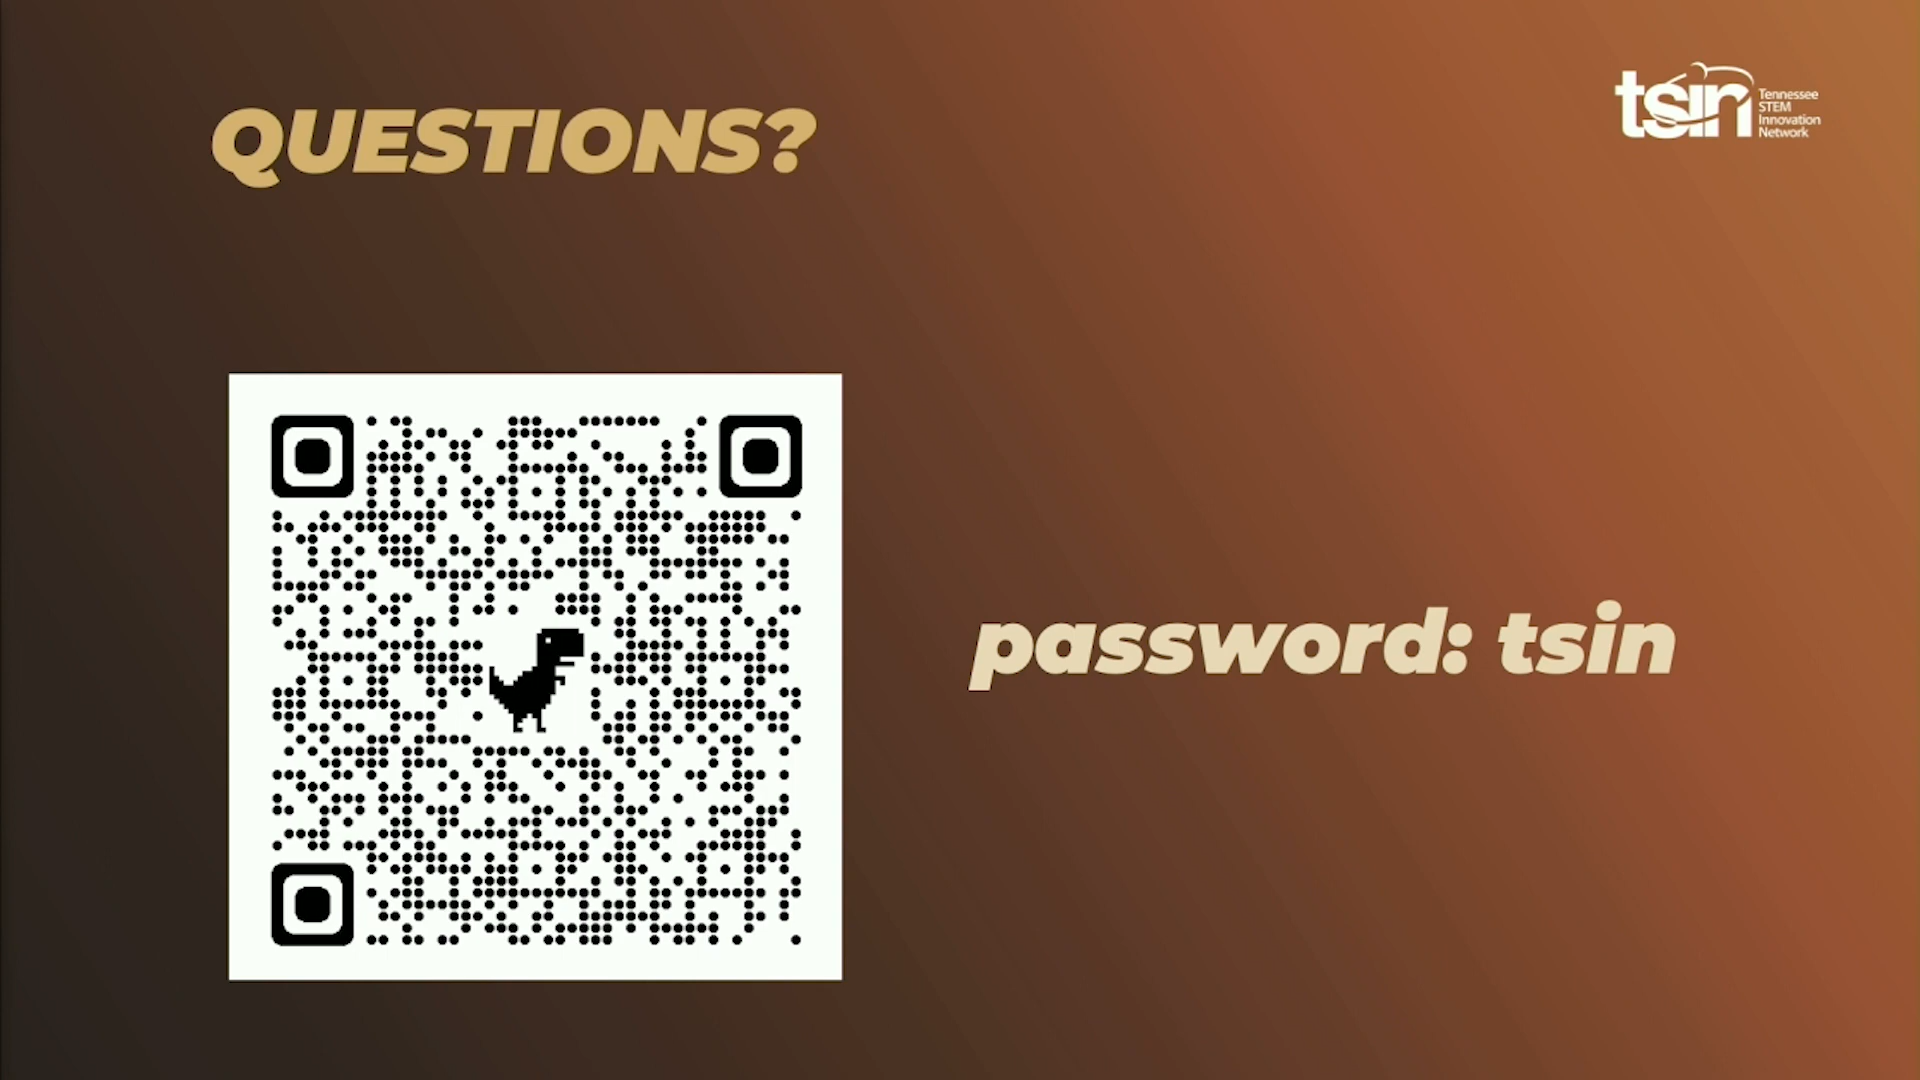 QUESTIONS?
tsin
Tennessee
STEM
Innovation
Network
password: tsin